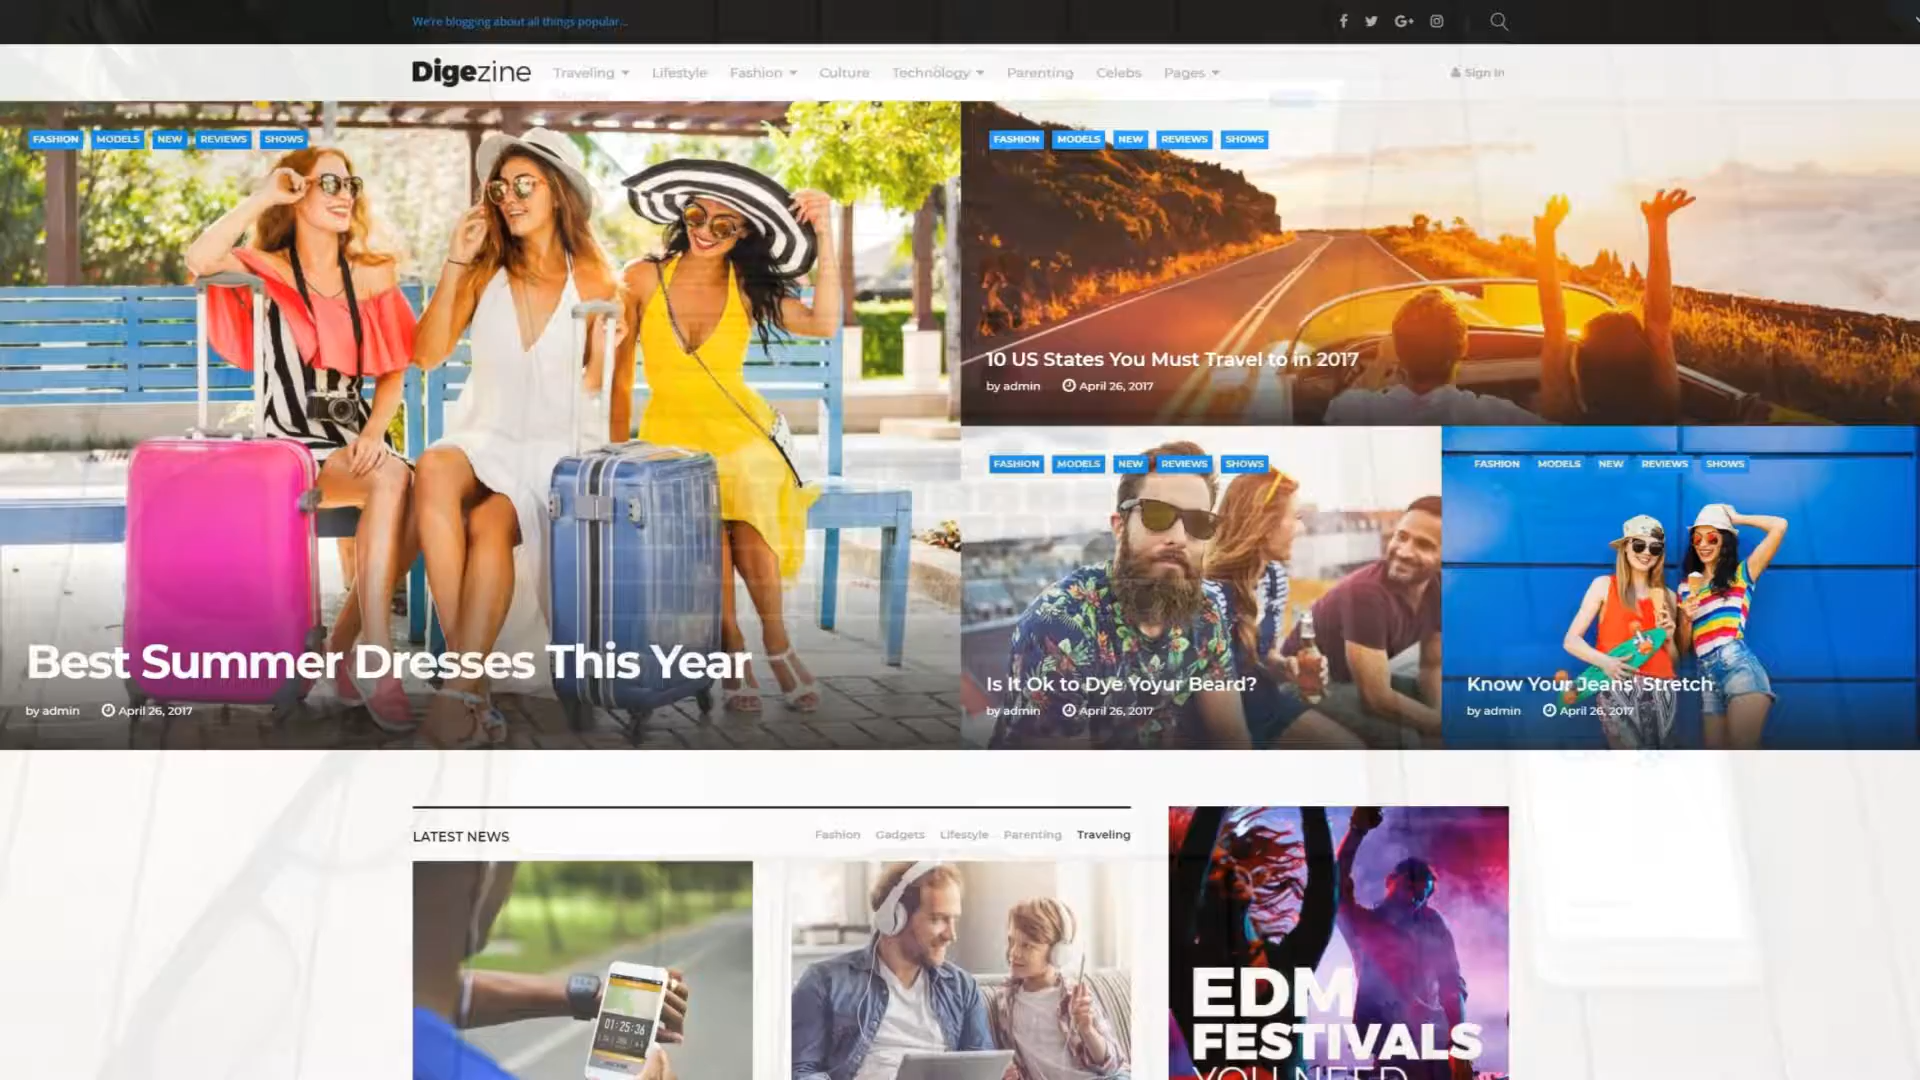 We're blogging about all things popular...
Digezine
Traveling
Lifestyle
Fashion
Culture
Technology
Parenting
Celebs
Pages
Sign In
FASHION MODELS NEW REVIEWS SHOWS
Best Summer Dresses This Year
by admin April 26, 2017
FASHION MODELS NEW REVIEWS SHOWS
10 US States You Must Travel to in 2017
by admin April 26, 2017
FASHION MODELS NEW REVIEWS SHOWS
Is It Ok to Dye Yoyur Beard?
by admin April 26, 2017
FASHION MODELS NEW REVIEWS SHOWS
Know Your Jeans' Stretch
by admin April 26, 2017
LATEST NEWS
Fashion Gadgets Lifestyle Parenting Traveling
01:25:36
EDM
FESTIVALS
YOU NEED